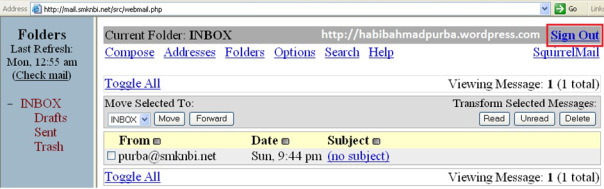 http://mail.smknbi.net/src/webmail.php Go Links
Folders
Last Refresh:
Mon, 12:55 am
(Check mail)
– INBOX
Drafts
Sent
Trash
Current Folder: INBOX http://habibahmadpurba.wordpress.com Sign Out
Compose Addresses Folders Options Search Help SquirrelMail
Toggle All Viewing Message: 1 (1 total)
Move Selected To: Transform Selected Messages:
INBOX Move Forward Read Unread Delete
From Date Subject
purba@smknbi.net Sun, 9:44 pm (no subject)
Toggle All Viewing Message: 1 (1 total)